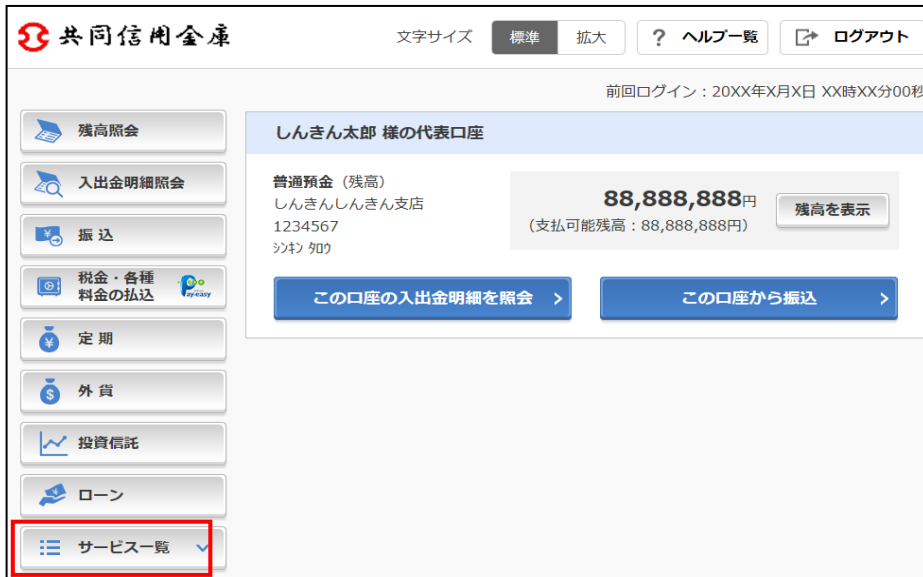 共同信用金庫
文字サイズ 標準 拡大 ? ヘルプ一覧 ログアウト
前回ログイン：20XX年X月X日 XX時XX分00秒
残高照会
入出金明細照会
振込
税金・各種
料金の払込
Pay-easy
定期
外貨
投資信託
ローン
サービス一覧
しんきん太郎 様の代表口座
普通預金（残高）
しんきんしんきん支店
1234567
ｼﾝｷﾝ ﾀﾛｳ
88,888,888円
（支払可能残高：88,888,888円）
残高を表示
この口座の入出金明細を照会
この口座から振込